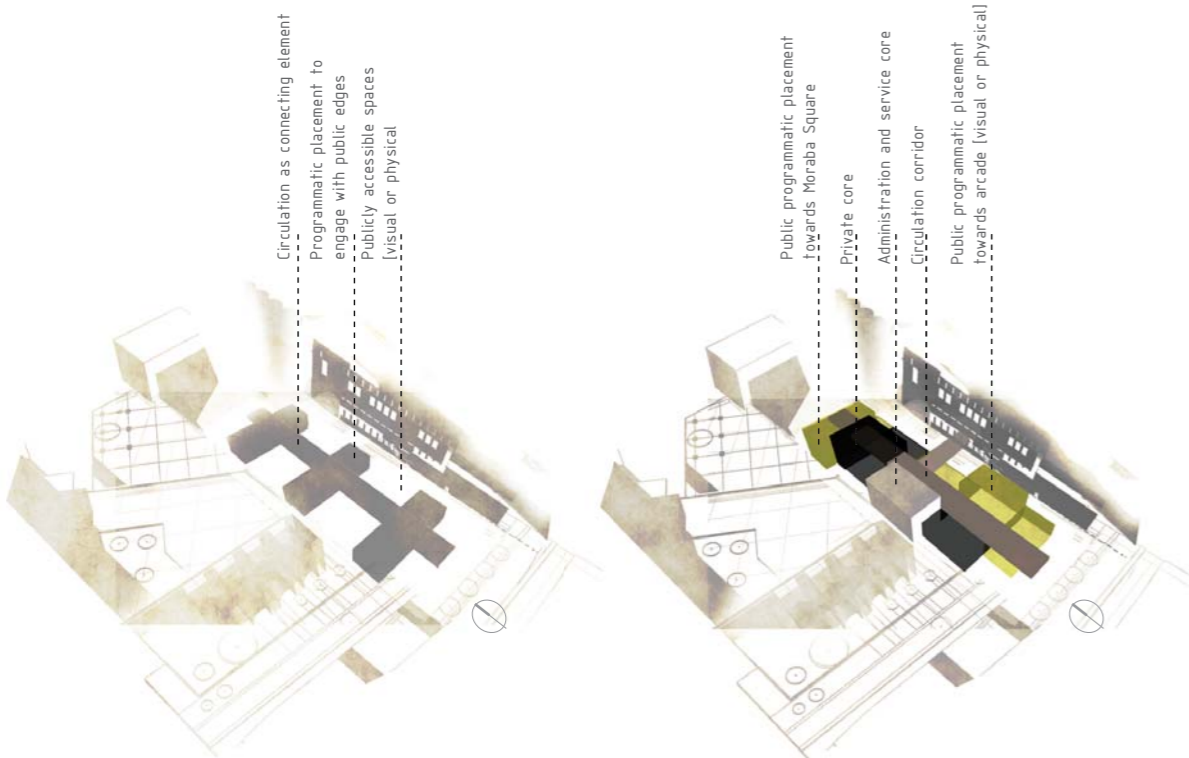 Circulation as connecting element
Programmatic placement to
engage with public edges
Publicly accessible spaces
[visual or physical
Public programmatic placement
towards Moraba Square
Private core
Administration and service core
Circulation corridor
Public programmatic placement
towards arcade [visual or physical]